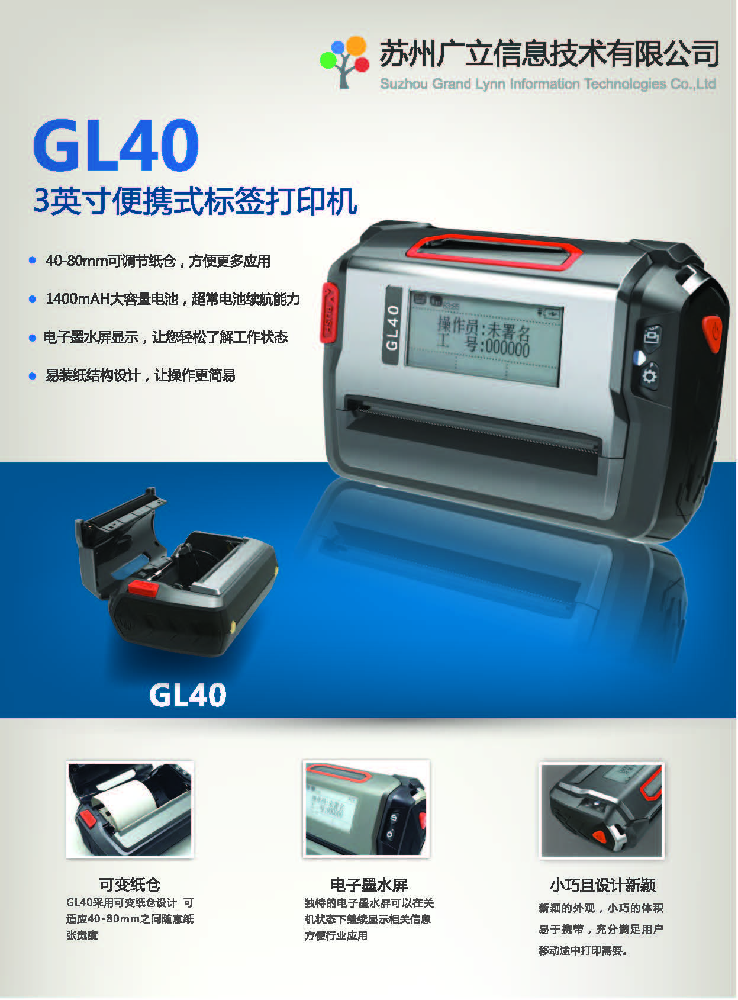 苏州广立信息技术有限公司
Suzhou Grand Lynn Information Technologies Co.,Ltd
GL40
3英寸便携式标签打印机
40-80mm可调节纸仓，方便更多应用
1400mAH大容量电池，超常电池续航能力
电子墨水屏显示，让您轻松了解工作状态
易装纸结构设计，让操作更简易
PUSH
GL40
03:05
操作员:未署名
工 号:000000
GL40
可变纸仓
GL40采用可变纸仓设计 可
适应40-80mm之间随意纸
张宽度
操作员:未署名
工 号:000000
电子墨水屏
独特的电子墨水屏可以在关
机状态下继续显示相关信息
方便行业应用
小巧且设计新颖
新颖的外观，小巧的体积
易于携带，充分满足用户
移动途中打印需要。